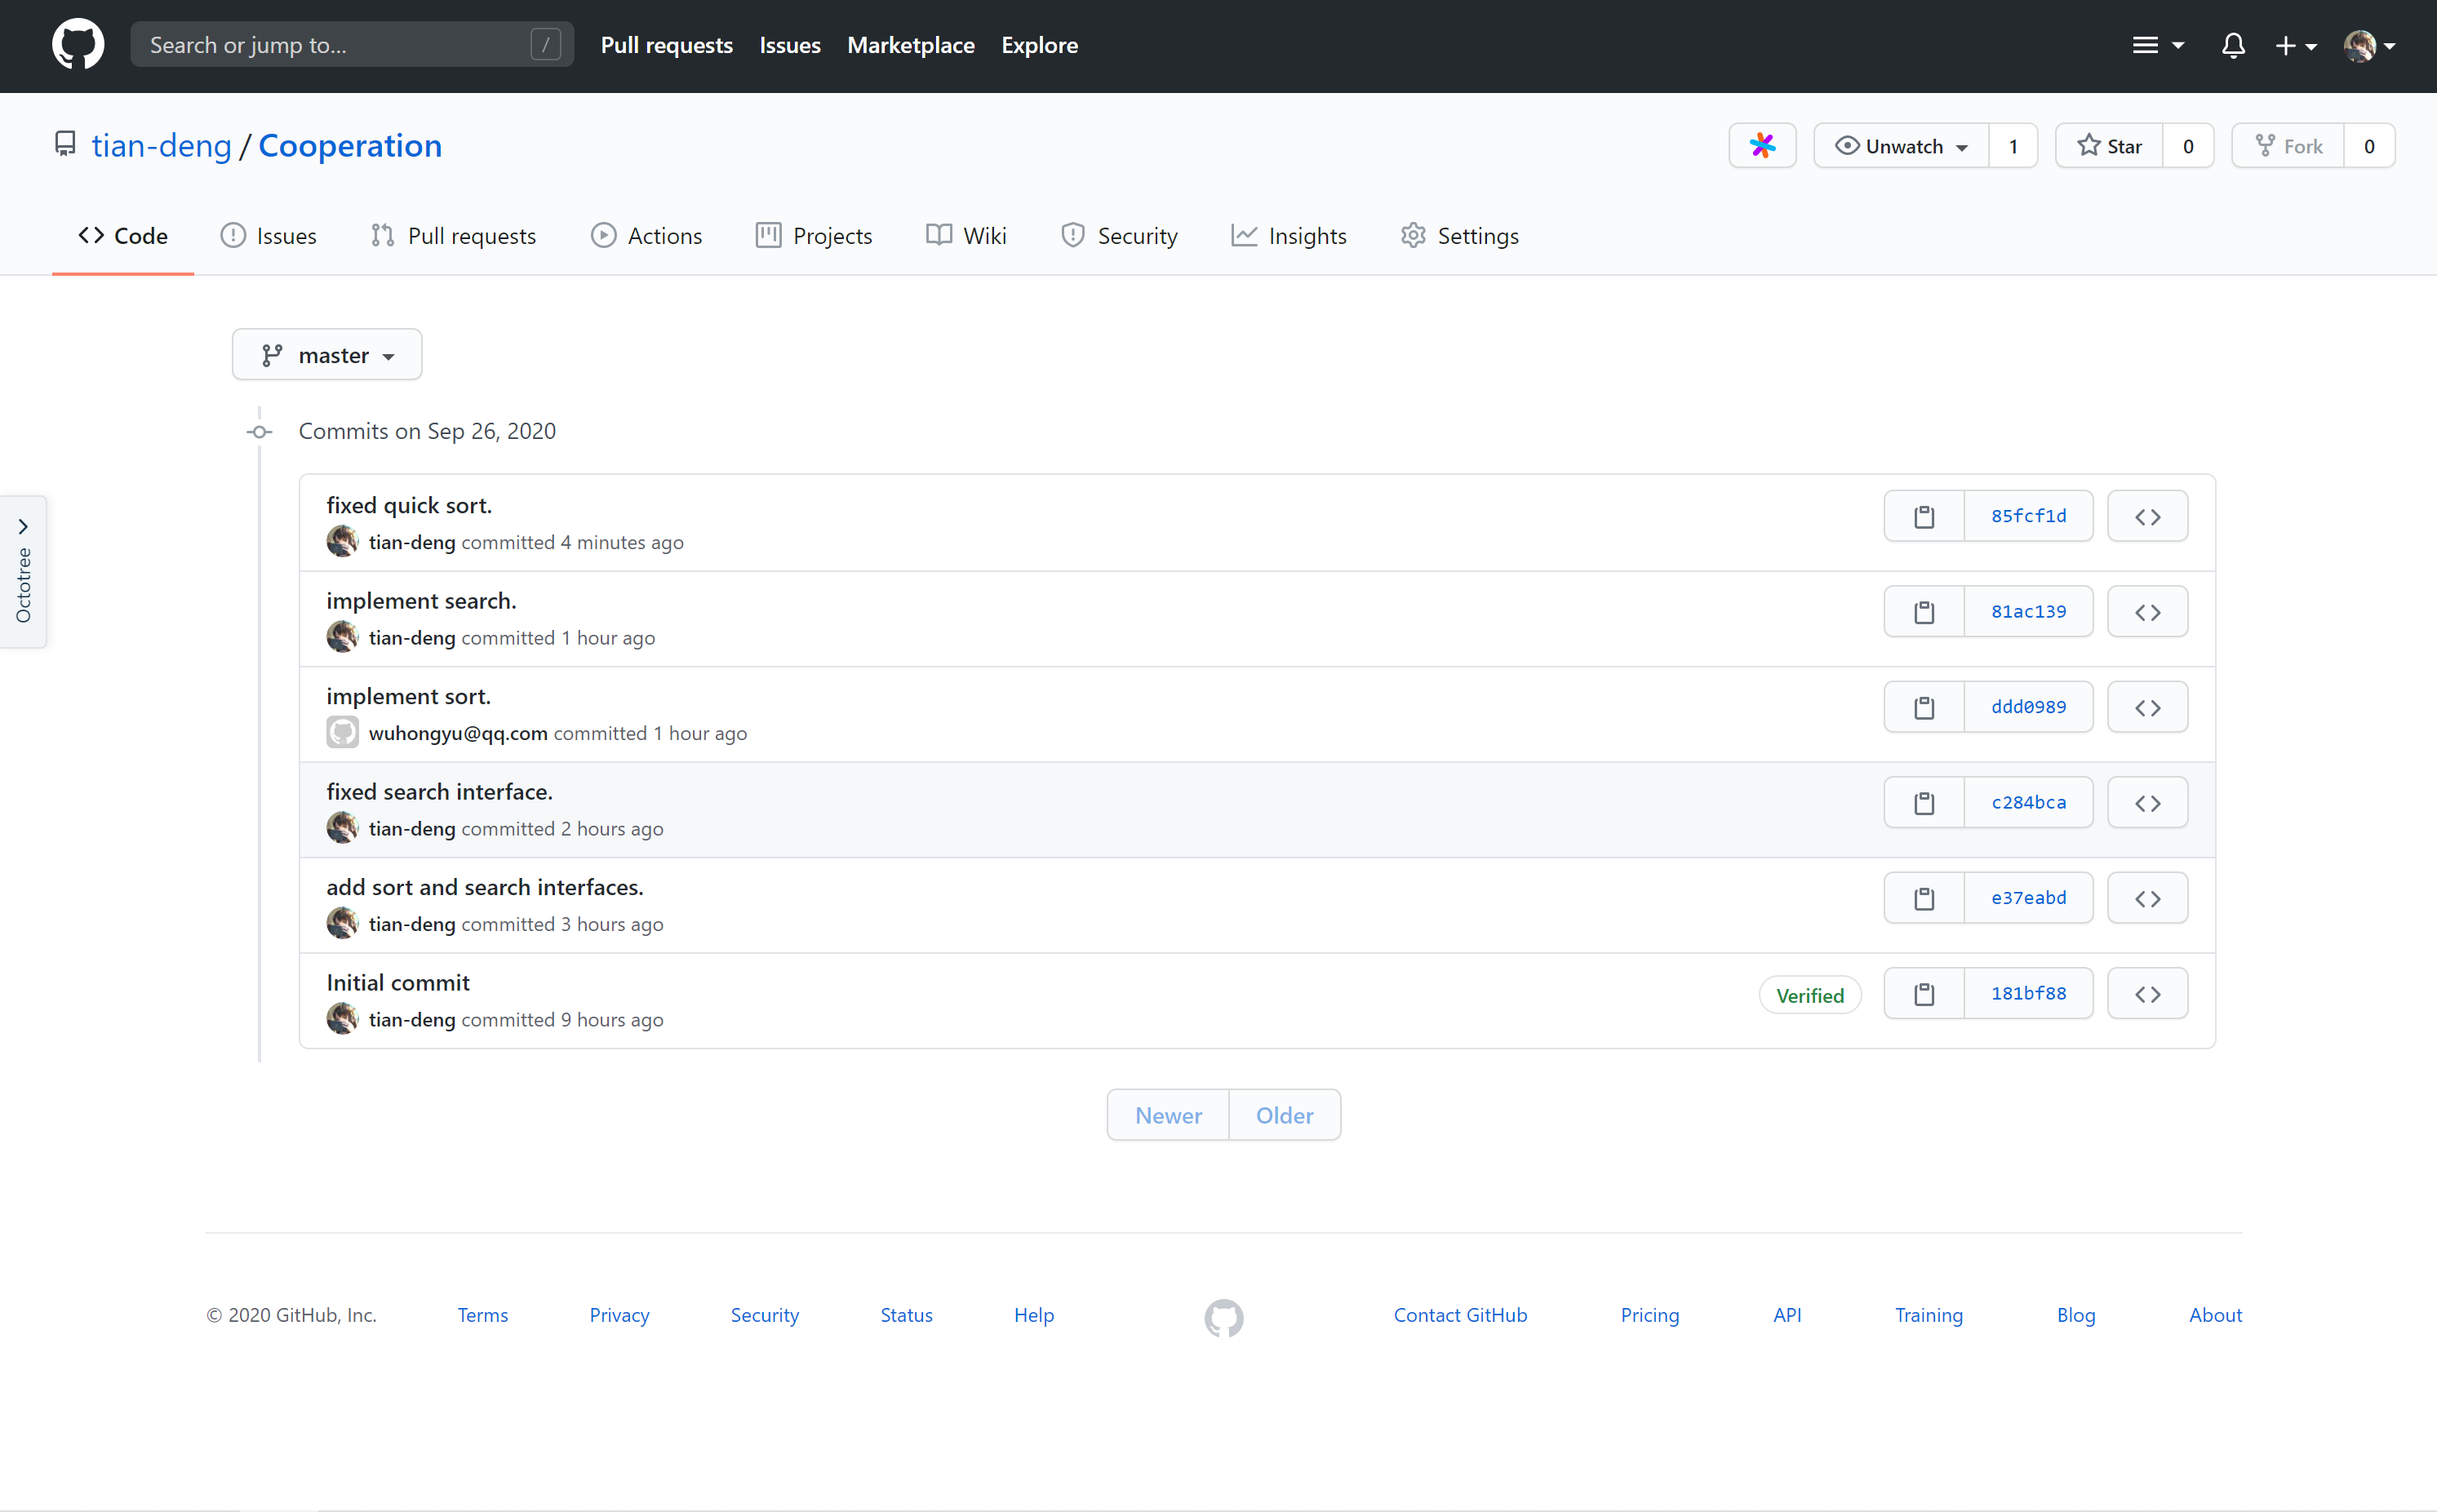 Search or jump to... /
Pull requests Issues Marketplace Explore
tian-deng / Cooperation
Unwatch 1 Star 0 Fork 0
Code Issues Pull requests Actions Projects Wiki Security Insights Settings
master
Commits on Sep 26, 2020
Octotree
fixed quick sort.
tian-deng committed 4 minutes ago
85fcf1d
implement search.
tian-deng committed 1 hour ago
81ac139
implement sort.
wuhongyu@qq.com committed 1 hour ago
ddd0989
fixed search interface.
tian-deng committed 2 hours ago
c284bca
add sort and search interfaces.
tian-deng committed 3 hours ago
e37eabd
Initial commit
tian-deng committed 9 hours ago
Verified 181bf88
Newer Older
© 2020 GitHub, Inc. Terms Privacy Security Status Help Contact GitHub Pricing API Training Blog About